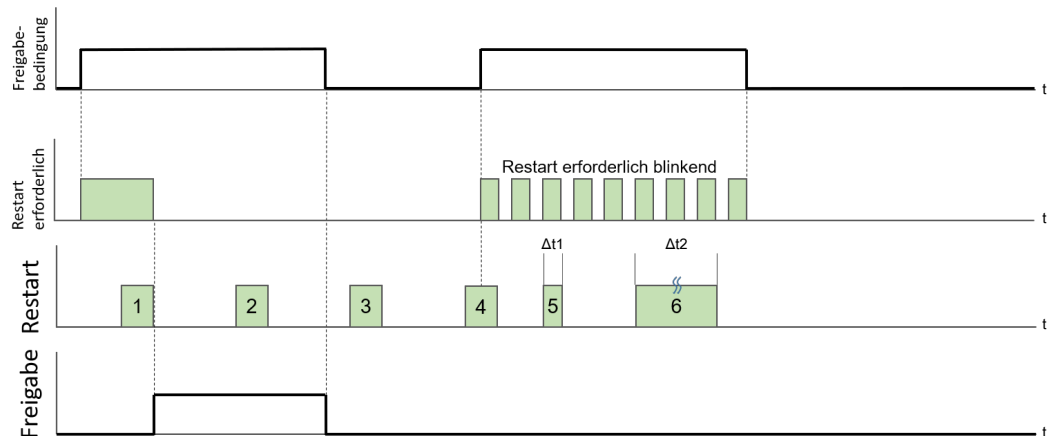 Freigabe-
bedingung
t
Restart
erforderlich
Restart erforderlich blinkend
t
Δt1
Δt2
Restart
1
2
3
4
5
6
t
Freigabe
t